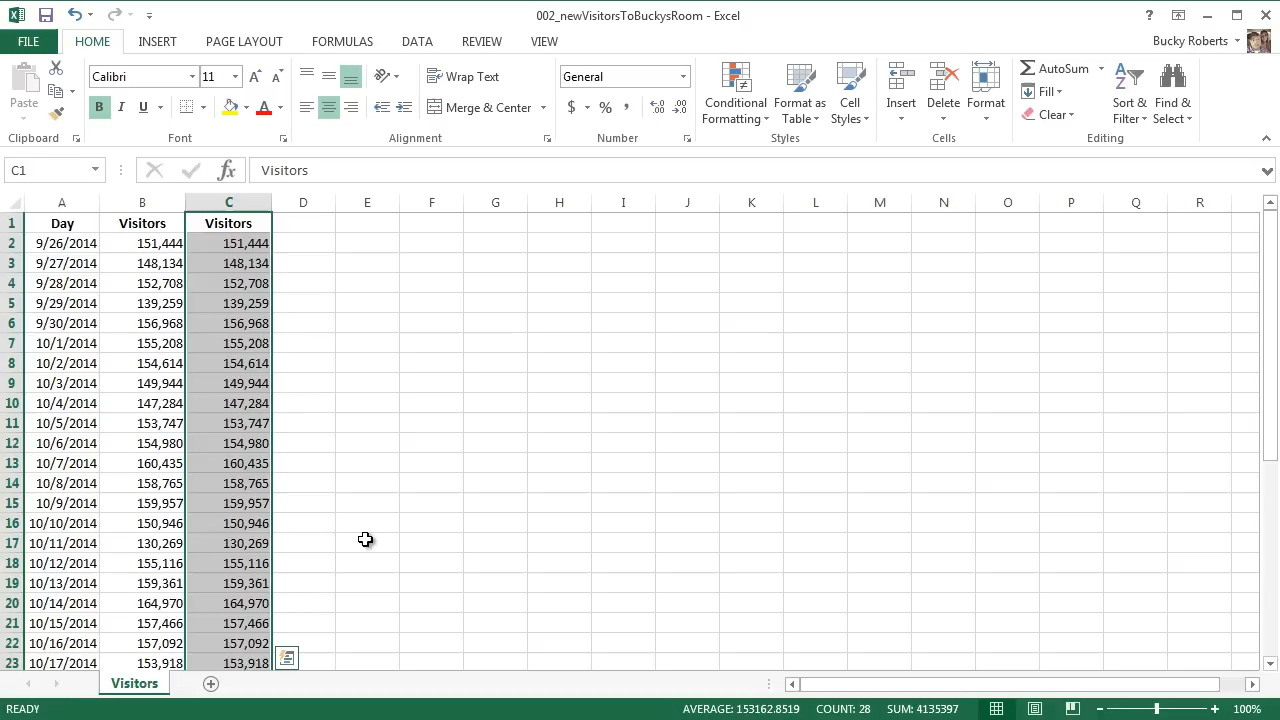 002_newVisitorsToBuckysRoom - Excel
FILE HOME INSERT PAGE LAYOUT FORMULAS DATA REVIEW VIEW Bucky Roberts
Paste Calibri 11 Wrap Text General Conditional Formatting Format as Table Cell Styles Insert Delete Format AutoSum Sort & Filter Find & Select
B I U A Merge & Center $ % , Fill
Clear
Clipboard Font Alignment Number Styles Cells Editing
C1 fx Visitors
A B C D E F G H I J K L M N O P Q R
1 Day Visitors Visitors
2 9/26/2014 151,444 151,444
3 9/27/2014 148,134 148,134
4 9/28/2014 152,708 152,708
5 9/29/2014 139,259 139,259
6 9/30/2014 156,968 156,968
7 10/1/2014 155,208 155,208
8 10/2/2014 154,614 154,614
9 10/3/2014 149,944 149,944
10 10/4/2014 147,284 147,284
11 10/5/2014 153,747 153,747
12 10/6/2014 154,980 154,980
13 10/7/2014 160,435 160,435
14 10/8/2014 158,765 158,765
15 10/9/2014 159,957 159,957
16 10/10/2014 150,946 150,946
17 10/11/2014 130,269 130,269
18 10/12/2014 155,116 155,116
19 10/13/2014 159,361 159,361
20 10/14/2014 164,970 164,970
21 10/15/2014 157,466 157,466
22 10/16/2014 157,092 157,092
23 10/17/2014 153,918 153,918
Visitors
READY AVERAGE: 153162.8519 COUNT: 28 SUM: 4135397 100%